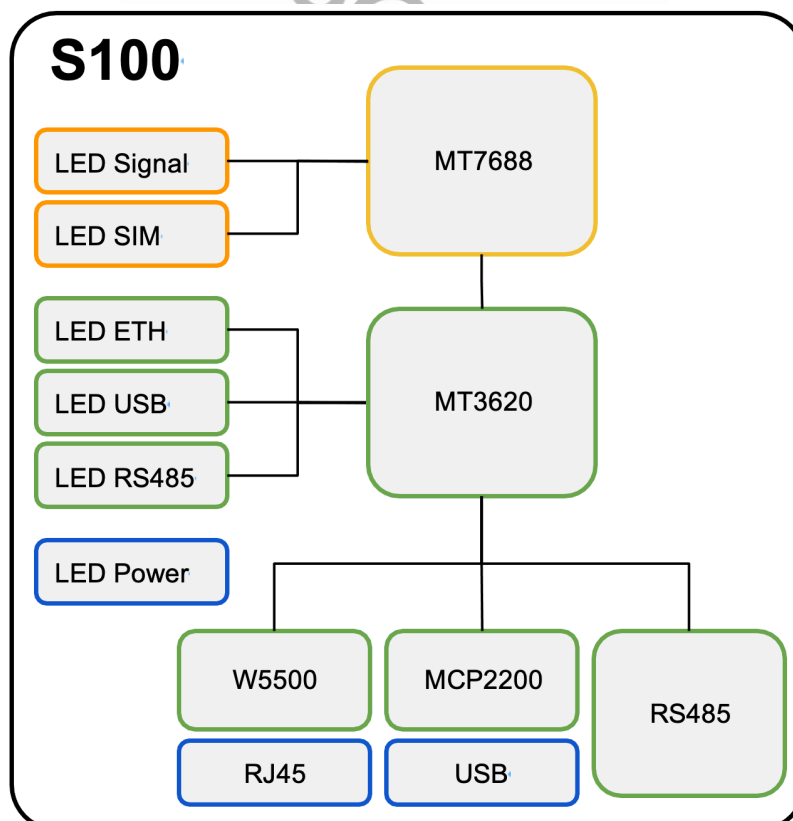 S100
MT7688
LED Signal
LED SIM
LED ETH
LED USB
LED RS485
MT3620
LED Power
W5500
MCP2200
RS485
RJ45
USB